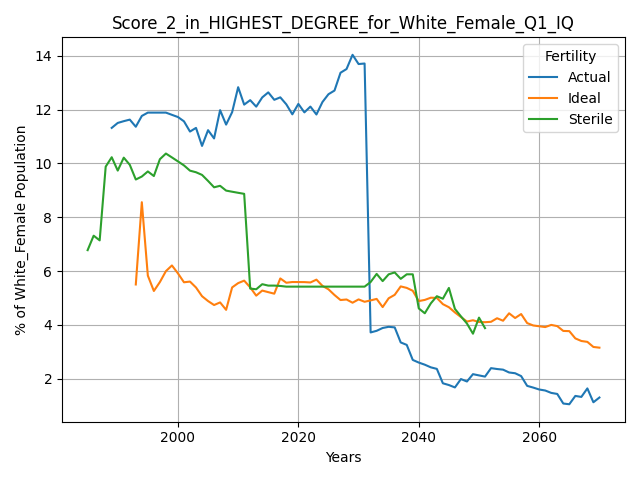 Score_2_in_HIGHEST_DEGREE_for_White_Female_Q1_IQ
% of White_Female Population
14
12
10
8
6
4
2
Fertility
Actual
Ideal
Sterile
2000
2020
2040
2060
Years